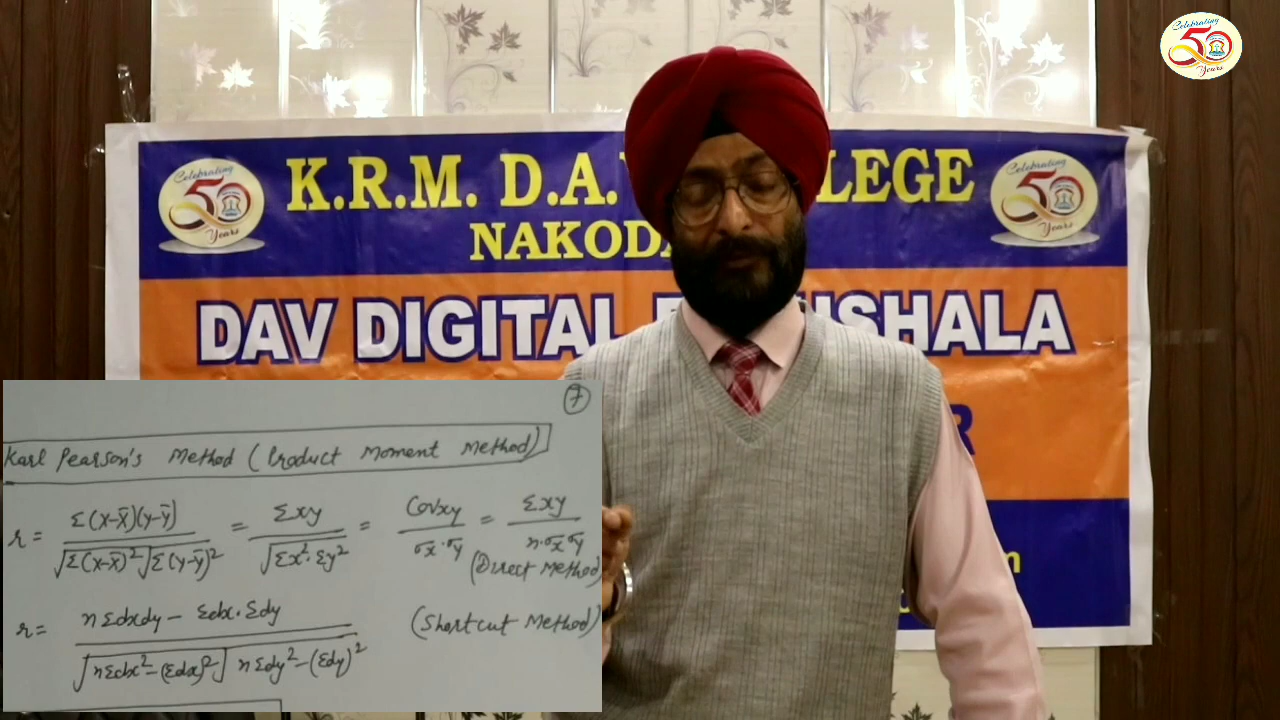 Celebrating
50
Years
Celebrating
50
Years
K.R.M. D.A. LEGE
NAKODA
Celebrating
50
Years
DAV DIGITAL SHALA
R
m
7
Karl Pearson's Method (Product Moment Method)
r = Σ(x-x̄)(y-ȳ) / √Σ(x-x̄)² √Σ(y-ȳ)² = Σxy / √Σx²·Σy² = Covxy / σx·σy = Σxy / n·σx σy
(Direct Method)
r = nΣdxdy - Σdx·Σdy / √nΣdx²-(Σdx)² √nΣdy²-(Σdy)² (Shortcut Method)